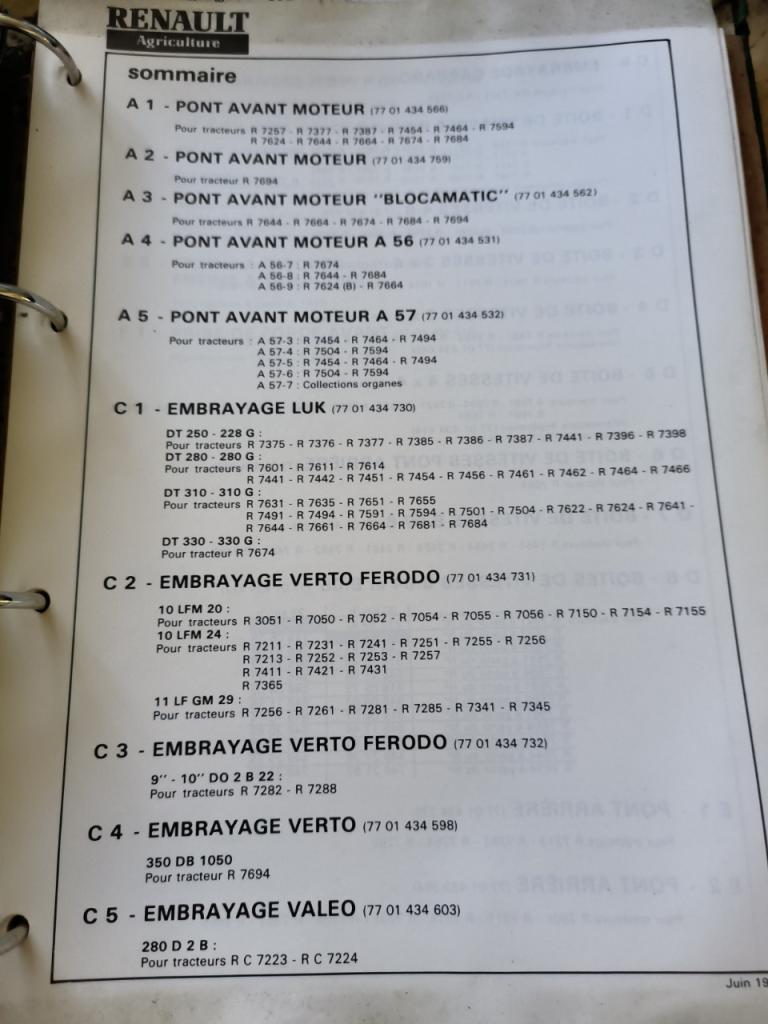 RENAULT
Agriculture
sommaire
A 1 - PONT AVANT MOTEUR (77 01 434 566)
Pour tracteurs R 7257 - R 7377 - R 7387 - R 7454 - R 7464 - R 7594
R 7624 - R 7644 - R 7664 - R 7674 - R 7684
A 2 - PONT AVANT MOTEUR (77 01 434 759)
Pour tracteur R 7694
A 3 - PONT AVANT MOTEUR "BLOCAMATIC" (77 01 434 562)
Pour tracteurs R 7644 - R 7664 - R 7674 - R 7684 - R 7694
A 4 - PONT AVANT MOTEUR A 56 (77 01 434 531)
Pour tracteurs : A 56-7 : R 7674
A 56-8 : R 7644 - R 7684
A 56-9 : R 7624 (B) - R 7664
A 5 - PONT AVANT MOTEUR A 57 (77 01 434 532)
Pour tracteurs : A 57-3 : R 7454 - R 7464 - R 7494
A 57-4 : R 7504 - R 7594
A 57-5 : R 7454 - R 7464 - R 7494
A 57-6 : R 7504 - R 7594
A 57-7 : Collections organes
C 1 - EMBRAYAGE LUK (77 01 434 730)
DT 250 - 228 G :
Pour tracteurs R 7375 - R 7376 - R 7377 - R 7385 - R 7386 - R 7387 - R 7441 - R 7396 - R 7398
DT 280 - 280 G :
Pour tracteurs R 7601 - R 7611 - R 7614
R 7441 - R 7442 - R 7451 - R 7454 - R 7456 - R 7461 - R 7462 - R 7464 - R 7466
DT 310 - 310 G :
Pour tracteurs R 7631 - R 7635 - R 7651 - R 7655
R 7491 - R 7494 - R 7591 - R 7594 - R 7501 - R 7504 - R 7622 - R 7624 - R 7641 -
R 7644 - R 7661 - R 7664 - R 7681 - R 7684
DT 330 - 330 G :
Pour tracteur R 7674
C 2 - EMBRAYAGE VERTO FERODO (77 01 434 731)
10 LFM 20 :
Pour tracteurs R 3051 - R 7050 - R 7052 - R 7054 - R 7055 - R 7056 - R 7150 - R 7154 - R 7155
10 LFM 24 :
Pour tracteurs R 7211 - R 7231 - R 7241 - R 7251 - R 7255 - R 7256
R 7213 - R 7252 - R 7253 - R 7257
R 7411 - R 7421 - R 7431
R 7365
11 LF GM 29 :
Pour tracteurs R 7256 - R 7261 - R 7281 - R 7285 - R 7341 - R 7345
C 3 - EMBRAYAGE VERTO FERODO (77 01 434 732)
9'' - 10'' DO 2 B 22 :
Pour tracteurs R 7282 - R 7288
C 4 - EMBRAYAGE VERTO (77 01 434 598)
350 DB 1050
Pour tracteur R 7694
C 5 - EMBRAYAGE VALEO (77 01 434 603)
280 D 2 B :
Pour tracteurs R C 7223 - R C 7224
Juin 19